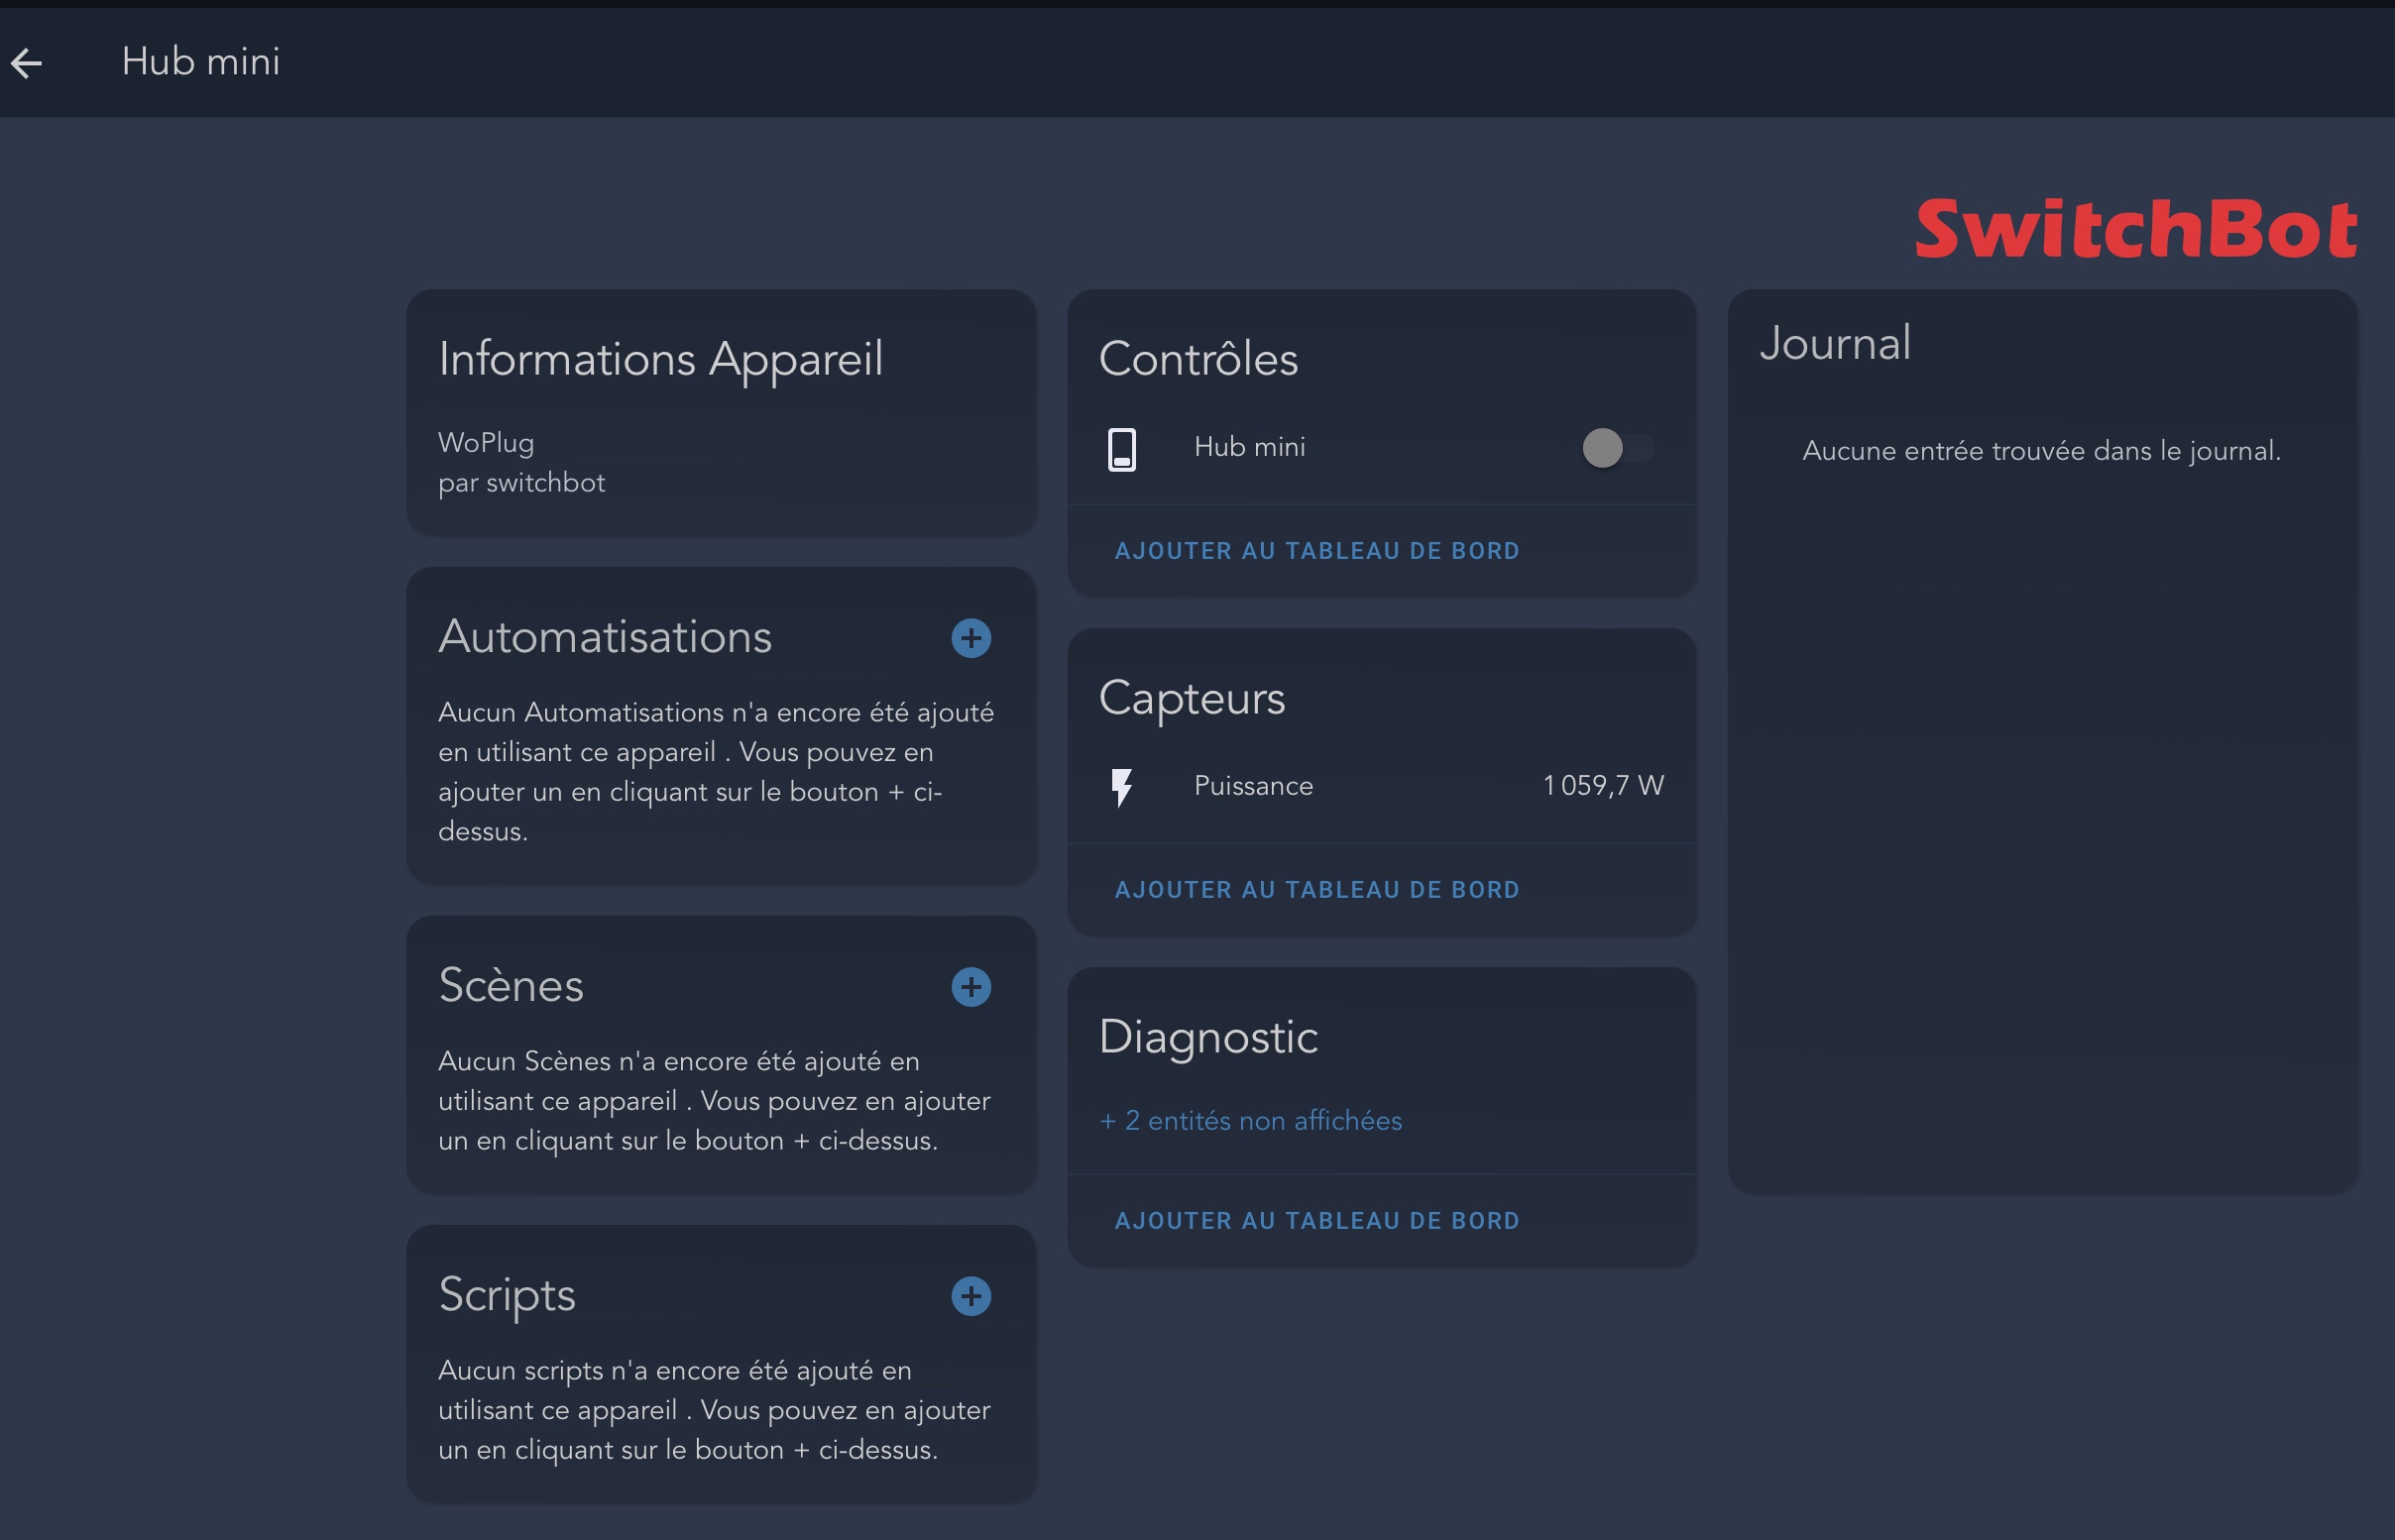 Hub mini
SwitchBot
Informations Appareil
WoPlug
par switchbot
Automatisations
Aucun Automatisations n'a encore été ajouté
en utilisant ce appareil . Vous pouvez en
ajouter un en cliquant sur le bouton + ci-
dessus.
Scènes
Aucun Scènes n'a encore été ajouté en
utilisant ce appareil . Vous pouvez en ajouter
un en cliquant sur le bouton + ci-dessus.
Scripts
Aucun scripts n'a encore été ajouté en
utilisant ce appareil . Vous pouvez en ajouter
un en cliquant sur le bouton + ci-dessus.
Contrôles
Hub mini
AJOUTER AU TABLEAU DE BORD
Capteurs
Puissance 1 059,7 W
AJOUTER AU TABLEAU DE BORD
Diagnostic
+ 2 entités non affichées
AJOUTER AU TABLEAU DE BORD
Journal
Aucune entrée trouvée dans le journal.